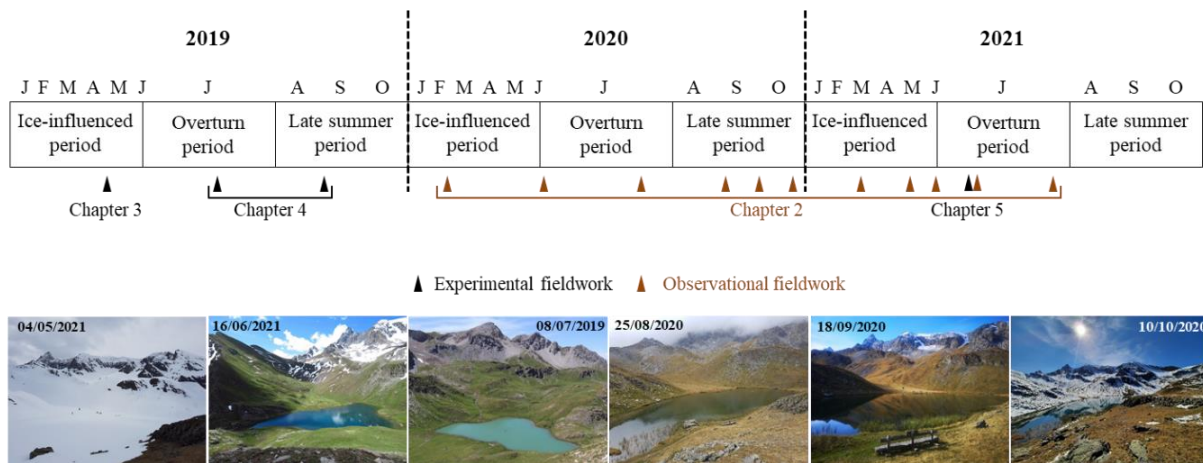 2019 2020 2021
J F M A M J J A S O J F M A M J J A S O J F M A M J J A S O
Ice-influenced period Overturn period Late summer period Ice-influenced period Overturn period Late summer period Ice-influenced period Overturn period Late summer period
Chapter 3 Chapter 4 Chapter 2 Chapter 5
Experimental fieldwork Observational fieldwork
04/05/2021 16/06/2021 08/07/2019 25/08/2020 18/09/2020 10/10/2020